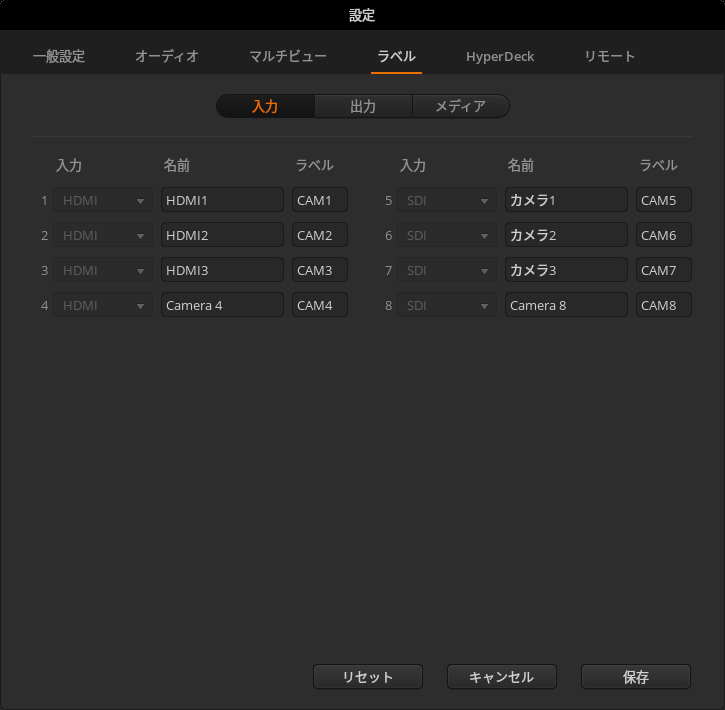 設定
一般設定 オーディオ マルチビュー ラベル HyperDeck リモート
入力 出力 メディア
入力 名前 ラベル 入力 名前 ラベル
1 HDMI HDMI1 CAM1 5 SDI カメラ1 CAM5
2 HDMI HDMI2 CAM2 6 SDI カメラ2 CAM6
3 HDMI HDMI3 CAM3 7 SDI カメラ3 CAM7
4 HDMI Camera 4 CAM4 8 SDI Camera 8 CAM8
リセット キャンセル 保存